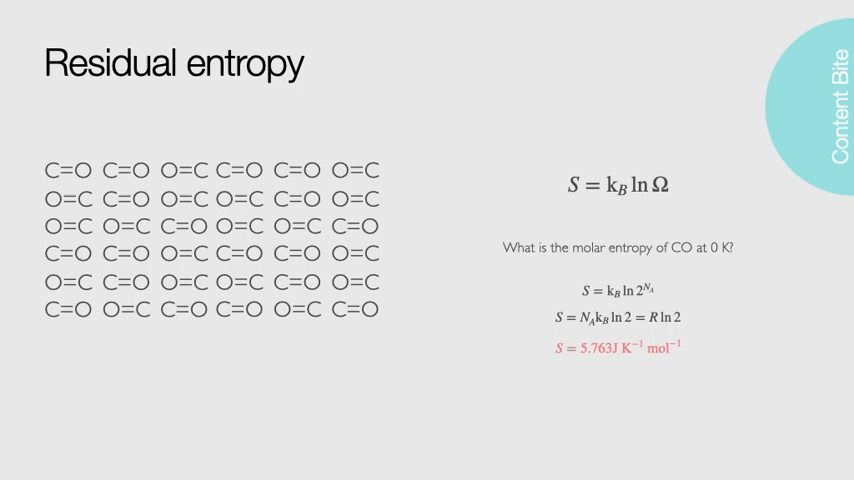 Residual entropy
Content Bite
C=O C=O O=C C=O C=O O=C
O=C C=O O=C O=C C=O O=C
O=C O=C C=O O=C O=C C=O
C=O C=O O=C C=O C=O O=C
O=C C=O O=C O=C C=O O=C
C=O O=C C=O C=O O=C C=O
S = k_B ln Ω
What is the molar entropy of CO at 0 K?
S = k_B ln 2^{N_A}
S = N_A k_B ln 2 = R ln 2
S = 5.763J K⁻¹ mol⁻¹